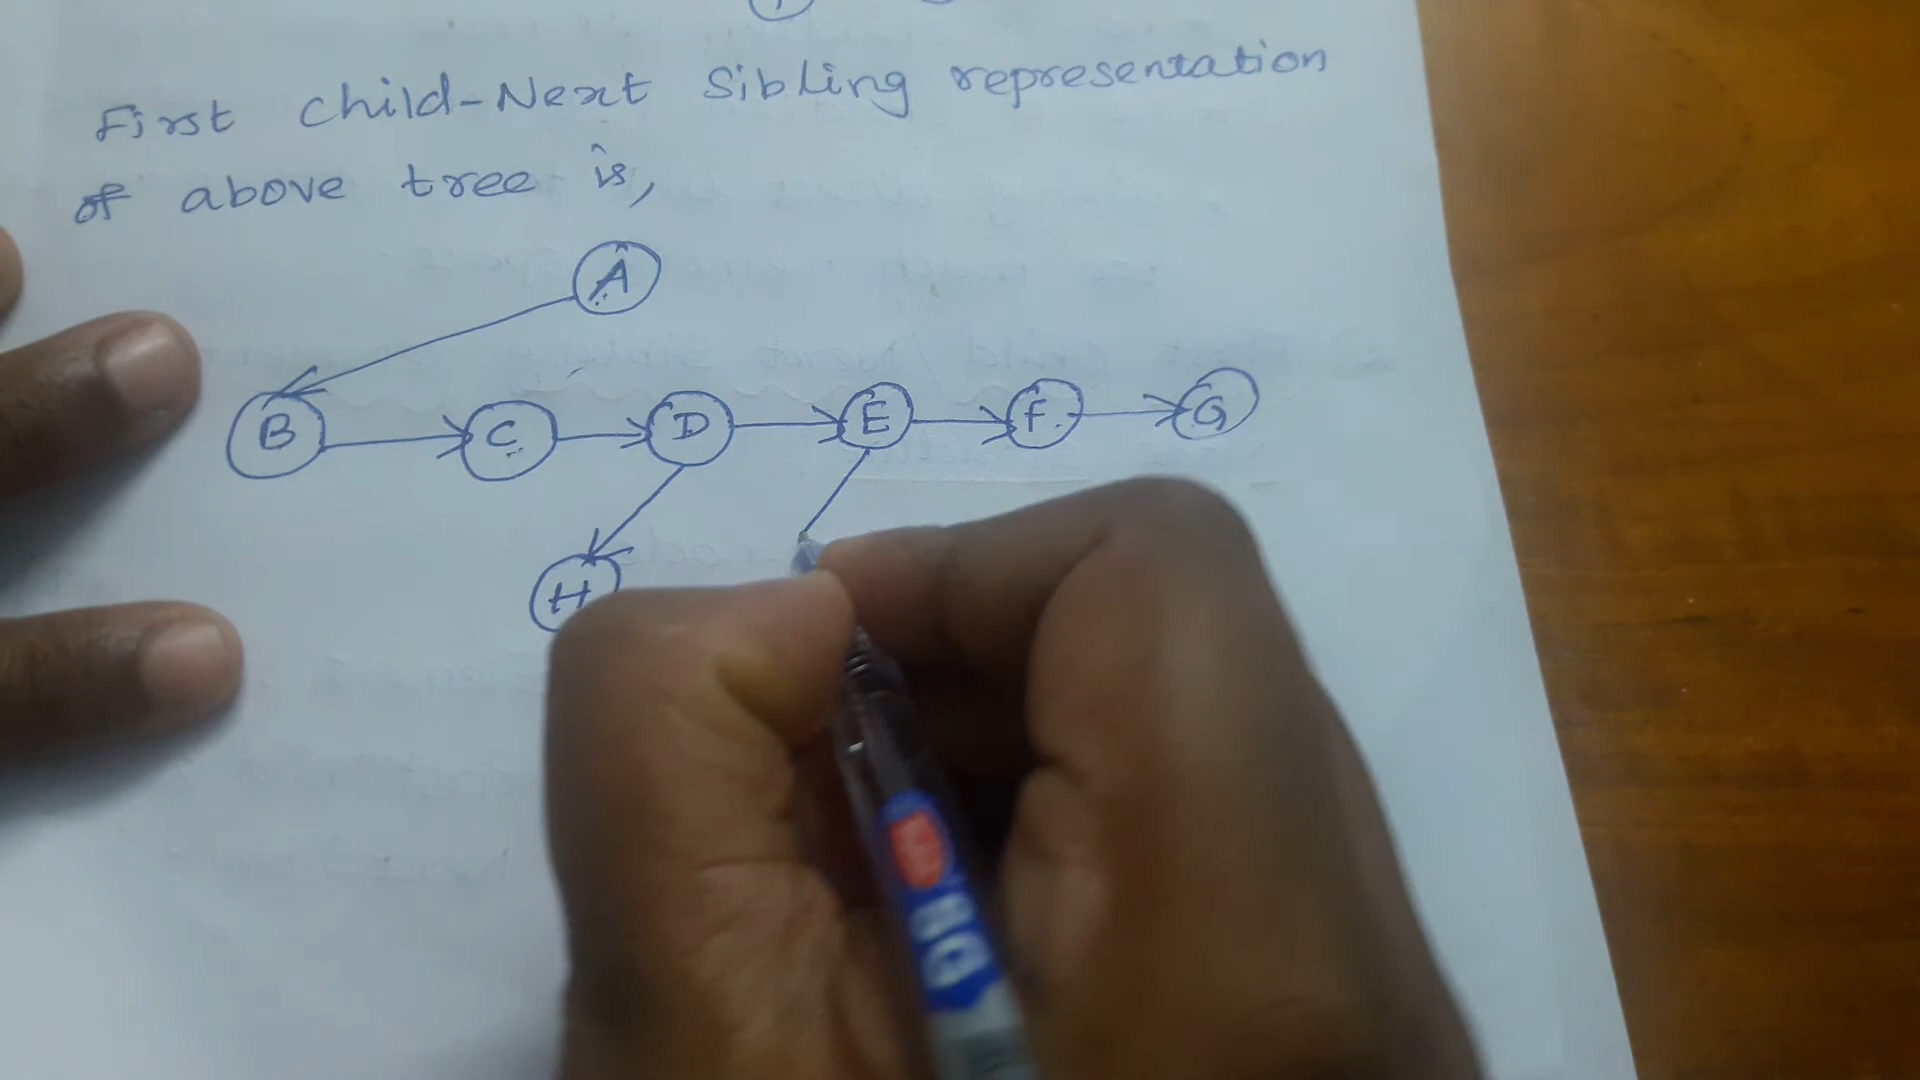 First child-Next Sibling representation
of above tree is,
A
B C D E F G
H